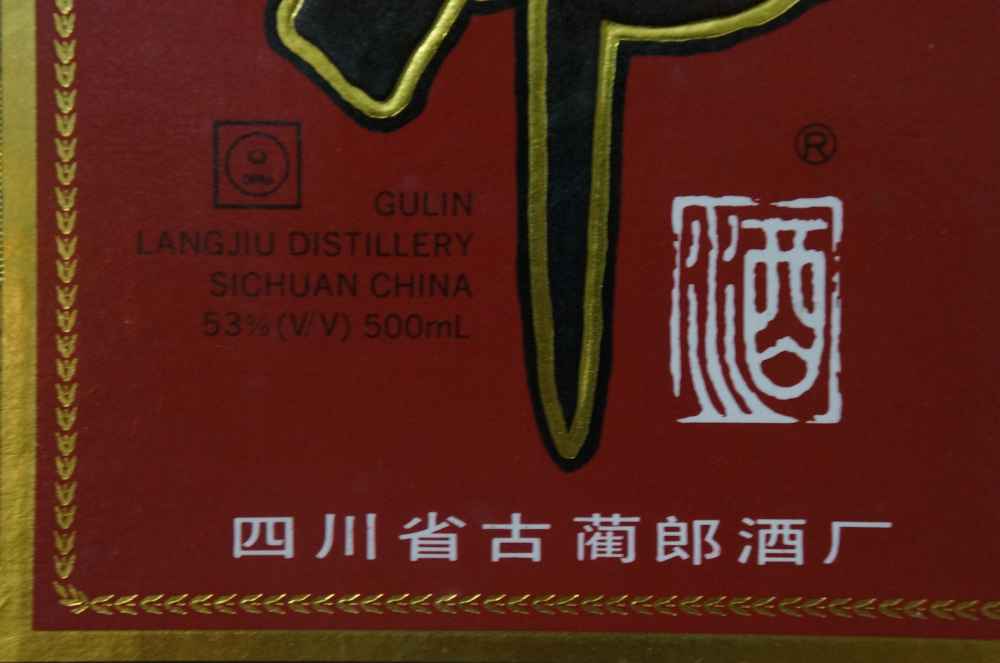 ®
GULIN
LANGJIU DISTILLERY
SICHUAN CHINA
53%(V/V) 500mL
酒
四川省古蔺郎酒厂